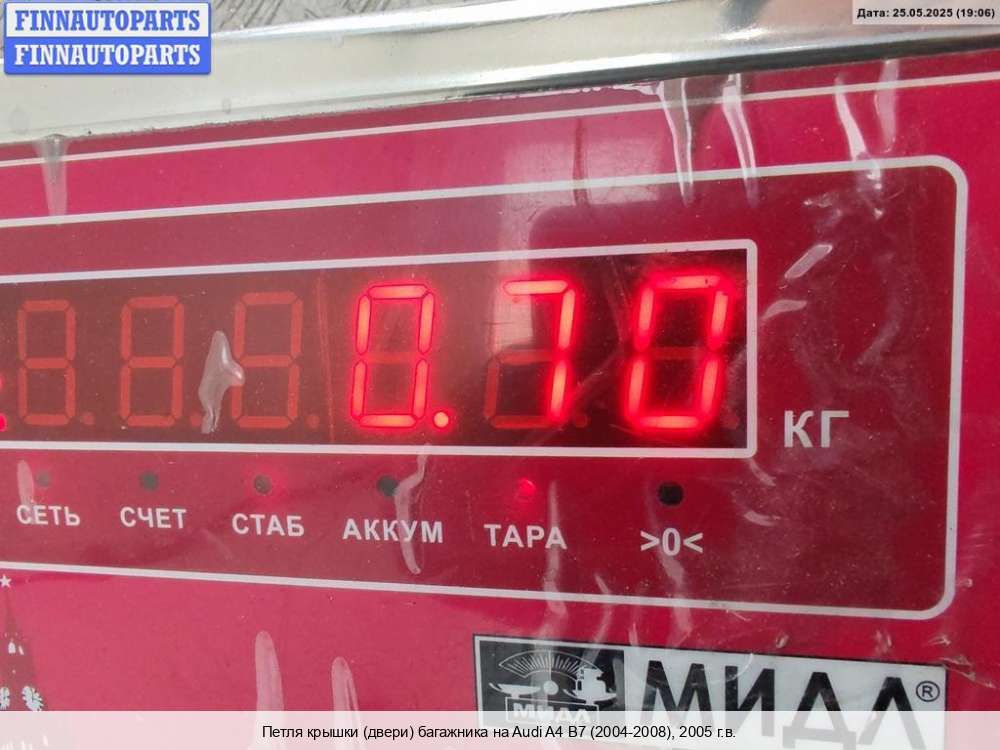 FINNAUTOPARTS
FINNAUTOPARTS
Дата: 25.05.2025 (19:06)
0.70
КГ
СЕТЬ СЧЕТ СТАБ АККУМ ТАРА >0<
МИДЛ
МИДЛ®
Петля крышки (двери) багажника на Audi A4 B7 (2004-2008), 2005 г.в.